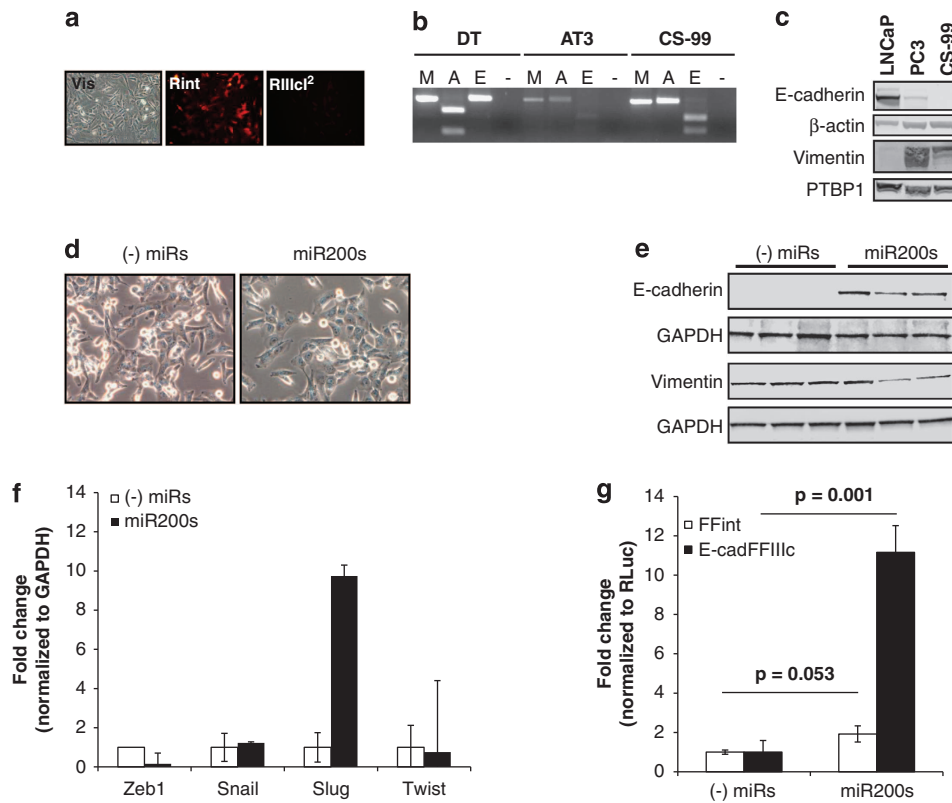 a
Vis
Rint
RIIIcI²
b
DT AT3 CS-99
M A E - M A E - M A E -
c
LNCaP
PC3
CS-99
E-cadherin
β-actin
Vimentin
PTBP1
d
(-) miRs
miR200s
e
(-) miRs
miR200s
E-cadherin
GAPDH
Vimentin
GAPDH
f
Fold change
(normalized to GAPDH)
14
12
10
8
6
4
2
0
(-) miRs
miR200s
Zeb1 Snail Slug Twist
g
Fold change
(normalized to RLuc)
14
12
10
8
6
4
2
0
FFint
E-cadFFIIIc
p = 0.001
p = 0.053
(-) miRs miR200s